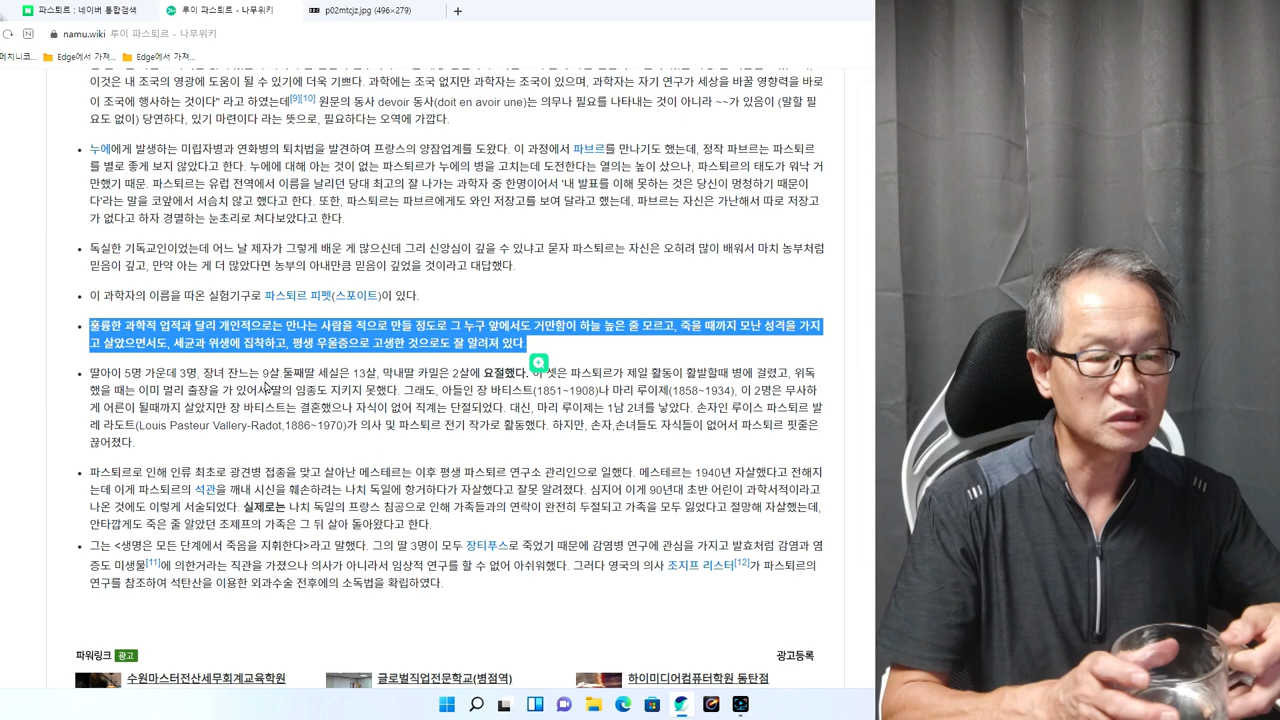 파스퇴르 : 네이버 통합검색
루이 파스퇴르 - 나무위키
p02mtcjz.jpg (496×279)
namu.wiki 루이 파스퇴르 - 나무위키
Edge에서 가져... Edge에서 가져...
이것은 내 조국의 영광에 도움이 될 수 있기에 더욱 기쁘다. 과학에는 조국 없지만 과학자는 조국이 있으며, 과학자는 자기 연구가 세상을 바꿀 영향력을 바로
이 조국에 행사하는 것이다" 라고 하였는데[9][10] 원문의 동사 devoir 동사(doit en avoir une)는 의무나 필요를 나타내는 것이 아니라 ~~가 있음이 (말할 필
요도 없이) 당연하다, 있기 마련이다 라는 뜻으로, 필요하다는 오역에 가깝다.
누에에게 발생하는 미립자병과 연화병의 퇴치법을 발견하여 프랑스의 양잠업계를 도왔다. 이 과정에서 파브르를 만나기도 했는데, 정작 파브르는 파스퇴르
를 별로 좋게 보지 않았다고 한다. 누에에 대해 아는 것이 없는 파스퇴르가 누에의 병을 고치는데 도전한다는 열의는 높이 샀으나, 파스퇴르의 태도가 워낙 거
만했기 때문. 파스퇴르는 유럽 전역에서 이름을 날리던 당대 최고의 잘 나가는 과학자 중 한명이어서 '내 발표를 이해 못하는 것은 당신이 멍청하기 때문이
다'라는 말을 코앞에서 서슴치 않고 했다고 한다. 또한, 파스퇴르는 파브르에게도 와인 저장고를 보여 달라고 했는데, 파브르는 자신은 가난해서 따로 저장고
가 없다고 하자 경멸하는 눈초리로 쳐다보았다고 한다.
독실한 기독교인이었는데 어느 날 제자가 그렇게 배운 게 많으신데 그리 신앙심이 깊을 수 있냐고 묻자 파스퇴르는 자신은 오히려 많이 배워서 마치 농부처럼
믿음이 깊고, 만약 아는 게 더 많았다면 농부의 아내만큼 믿음이 깊었을 것이라고 대답했다.
이 과학자의 이름을 따온 실험기구로 파스퇴르 피펫(스포이트)이 있다.
훌륭한 과학적 업적과 달리 개인적으로는 만나는 사람을 적으로 만들 정도로 그 누구 앞에서도 거만함이 하늘 높은 줄 모르고, 죽을 때까지 모난 성격을 가지
고 살았으면서도, 세균과 위생에 집착하고, 평생 우울증으로 고생한 것으로도 잘 알려져 있다.
딸아이 5명 가운데 3명, 장녀 잔느는 9살 둘째딸 세실은 13살, 막내딸 카밀은 2살에 요절했다. 이 셋은 파스퇴르가 제일 활동이 활발할때 병에 걸렸고, 위독
했을 때는 이미 멀리 출장을 가 있어서 딸의 임종도 지키지 못했다. 그래도, 아들인 장 바티스트(1851~1908)나 마리 루이제(1858~1934), 이 2명은 무사하
게 어른이 될때까지 살았지만 장 바티스트는 결혼했으나 자식이 없어 직계는 단절되었다. 대신, 마리 루이제는 1남 2녀를 낳았다. 손자인 루이스 파스퇴르 발
레 라도트(Louis Pasteur Vallery-Radot,1886~1970)가 의사 및 파스퇴르 전기 작가로 활동했다. 하지만, 손자,손녀들도 자식들이 없어서 파스퇴르 핏줄은
끊어졌다.
파스퇴르로 인해 인류 최초로 광견병 접종을 맞고 살아난 메스테르는 이후 평생 파스퇴르 연구소 관리인으로 일했다. 메스테르는 1940년 자살했다고 전해지
는데 이게 파스퇴르의 석관을 깨내 시신을 훼손하려는 나치 독일에 항거하다가 자살했다고 잘못 알려졌다. 심지어 이게 90년대 초반 어린이 과학서적이라고
나온 것에도 이렇게 서술되었다. 실제로는 나치 독일의 프랑스 침공으로 인해 가족들과의 연락이 완전히 두절되고 가족을 모두 잃었다고 절망해 자살했는데,
안타깝게도 죽은 줄 알았던 조제프의 가족은 그 뒤 살아 돌아왔다고 한다.
그는 <생명은 모든 단계에서 죽음을 지휘한다>라고 말했다. 그의 딸 3명이 모두 장티푸스로 죽었기 때문에 감염병 연구에 관심을 가지고 발효처럼 감염과 염
증도 미생물[11]에 의한거라는 직관을 가졌으나 의사가 아니라서 임상적 연구를 할 수 없어 아쉬워했다. 그러다 영국의 의사 조지프 리스터[12]가 파스퇴르의
연구를 참조하여 석탄산을 이용한 외과수술 전후에의 소독법을 확립하였다.
파워링크 광고 광고등록
수원마스터전산세무회계교육학원 글로벌직업전문학교(병점역) 하이미디어컴퓨터학원 동탄점